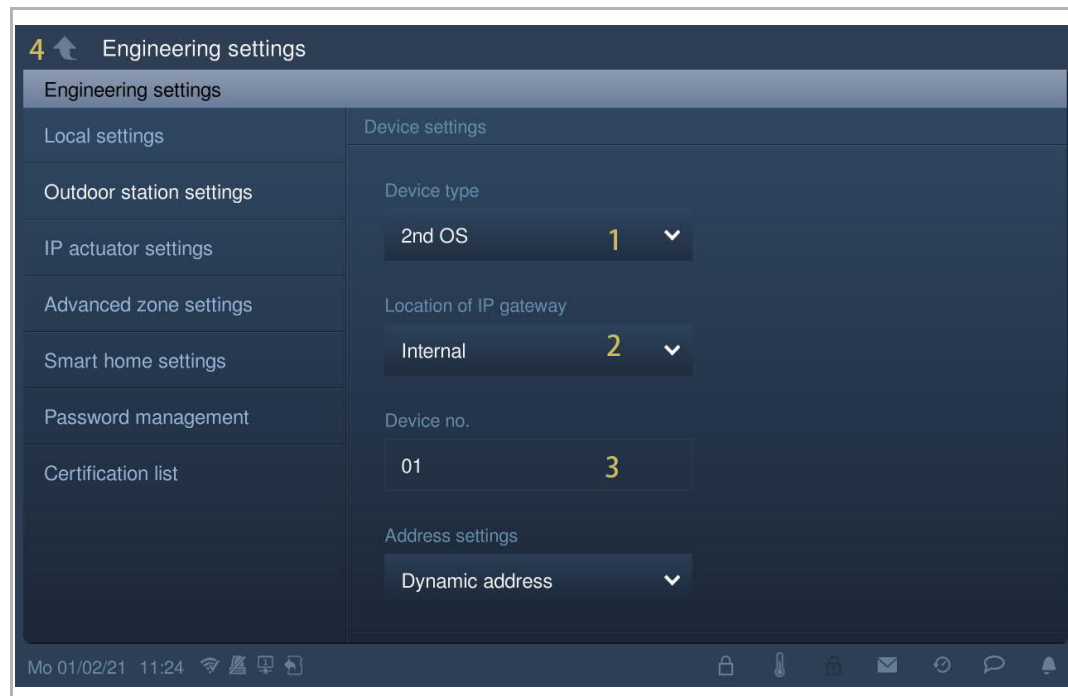 4 Engineering settings
Engineering settings
Local settings
Outdoor station settings
IP actuator settings
Advanced zone settings
Smart home settings
Password management
Certification list
Device settings
Device type
2nd OS 1
Location of IP gateway
Internal 2
Device no.
01 3
Address settings
Dynamic address
Mo 01/02/21 11:24